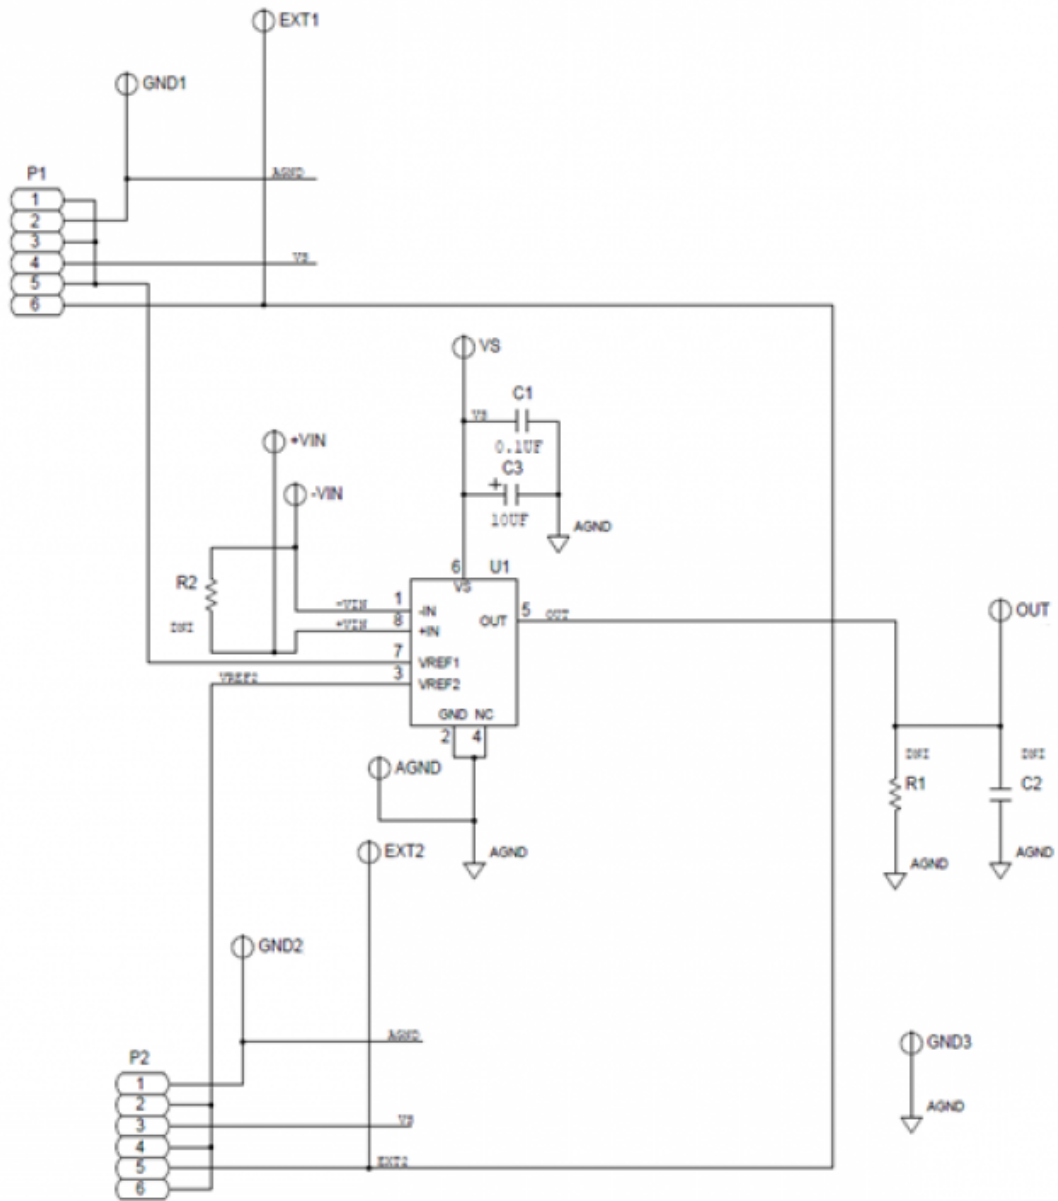 EXT1
GND1
AGND
P1
1
2
3
4
VS
5
6
VS
C1
VS
0.1UF
+VIN
C3
+
-VIN
10UF
AGND
6
U1
VS
R2
1
-VIN
-IN
DNI
8
+VIN
+IN
OUT
5
OUT
OUT
7
VREF1
VREF2
3
VREF2
GND NC
2
4
AGND
DNI
DNI
R1
C2
EXT2
AGND
AGND
AGND
GND2
AGND
GND3
P2
1
2
AGND
3
VS
4
5
EXT2
6